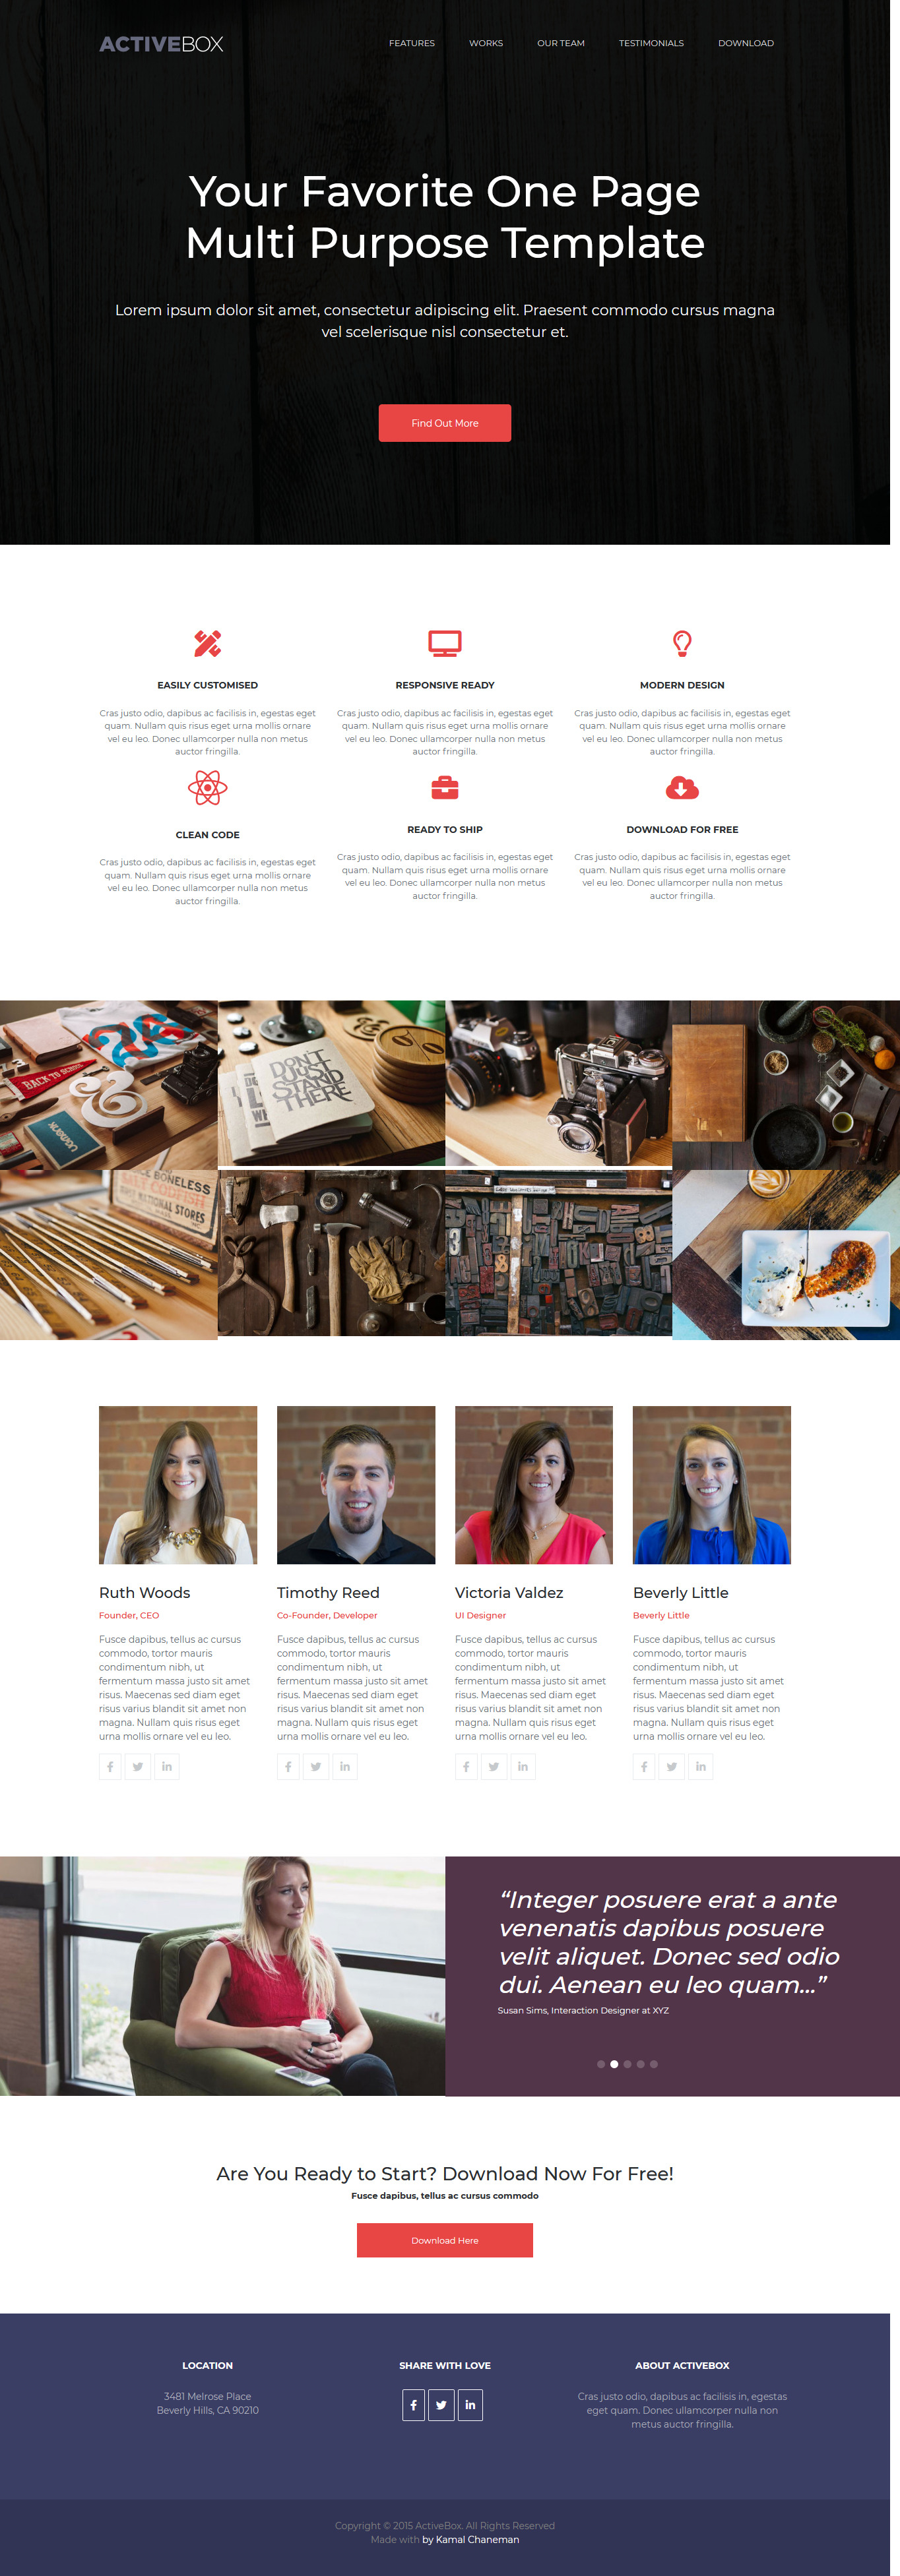 ACTIVEBOX
FEATURES WORKS OUR TEAM TESTIMONIALS DOWNLOAD
Your Favorite One Page
Multi Purpose Template
Lorem ipsum dolor sit amet, consectetur adipiscing elit. Praesent commodo cursus magna
vel scelerisque nisl consectetur et.
Find Out More
EASILY CUSTOMISED
Cras justo odio, dapibus ac facilisis in, egestas eget
quam. Nullam quis risus eget urna mollis ornare
vel eu leo. Donec ullamcorper nulla non metus
auctor fringilla.
RESPONSIVE READY
Cras justo odio, dapibus ac facilisis in, egestas eget
quam. Nullam quis risus eget urna mollis ornare
vel eu leo. Donec ullamcorper nulla non metus
auctor fringilla.
MODERN DESIGN
Cras justo odio, dapibus ac facilisis in, egestas eget
quam. Nullam quis risus eget urna mollis ornare
vel eu leo. Donec ullamcorper nulla non metus
auctor fringilla.
CLEAN CODE
Cras justo odio, dapibus ac facilisis in, egestas eget
quam. Nullam quis risus eget urna mollis ornare
vel eu leo. Donec ullamcorper nulla non metus
auctor fringilla.
READY TO SHIP
Cras justo odio, dapibus ac facilisis in, egestas eget
quam. Nullam quis risus eget urna mollis ornare
vel eu leo. Donec ullamcorper nulla non metus
auctor fringilla.
DOWNLOAD FOR FREE
Cras justo odio, dapibus ac facilisis in, egestas eget
quam. Nullam quis risus eget urna mollis ornare
vel eu leo. Donec ullamcorper nulla non metus
auctor fringilla.
BACK TO SCHOOL
DON'T
JUST
STAND
THERE
BONELESS
NATIONAL STORES
Ruth Woods
Founder, CEO
Fusce dapibus, tellus ac cursus
commodo, tortor mauris
condimentum nibh, ut
fermentum massa justo sit amet
risus. Maecenas sed diam eget
risus varius blandit sit amet non
magna. Nullam quis risus eget
urna mollis ornare vel eu leo.
Timothy Reed
Co-Founder, Developer
Fusce dapibus, tellus ac cursus
commodo, tortor mauris
condimentum nibh, ut
fermentum massa justo sit amet
risus. Maecenas sed diam eget
risus varius blandit sit amet non
magna. Nullam quis risus eget
urna mollis ornare vel eu leo.
Victoria Valdez
UI Designer
Fusce dapibus, tellus ac cursus
commodo, tortor mauris
condimentum nibh, ut
fermentum massa justo sit amet
risus. Maecenas sed diam eget
risus varius blandit sit amet non
magna. Nullam quis risus eget
urna mollis ornare vel eu leo.
Beverly Little
Beverly Little
Fusce dapibus, tellus ac cursus
commodo, tortor mauris
condimentum nibh, ut
fermentum massa justo sit amet
risus. Maecenas sed diam eget
risus varius blandit sit amet non
magna. Nullam quis risus eget
urna mollis ornare vel eu leo.
“Integer posuere erat a ante
venenatis dapibus posuere
velit aliquet. Donec sed odio
dui. Aenean eu leo quam...”
Susan Sims, Interaction Designer at XYZ
Are You Ready to Start? Download Now For Free!
Fusce dapibus, tellus ac cursus commodo
Download Here
LOCATION
3481 Melrose Place
Beverly Hills, CA 90210
SHARE WITH LOVE
ABOUT ACTIVEBOX
Cras justo odio, dapibus ac facilisis in, egestas
eget quam. Donec ullamcorper nulla non
metus auctor fringilla.
Copyright © 2015 ActiveBox. All Rights Reserved
Made with by Kamal Chaneman